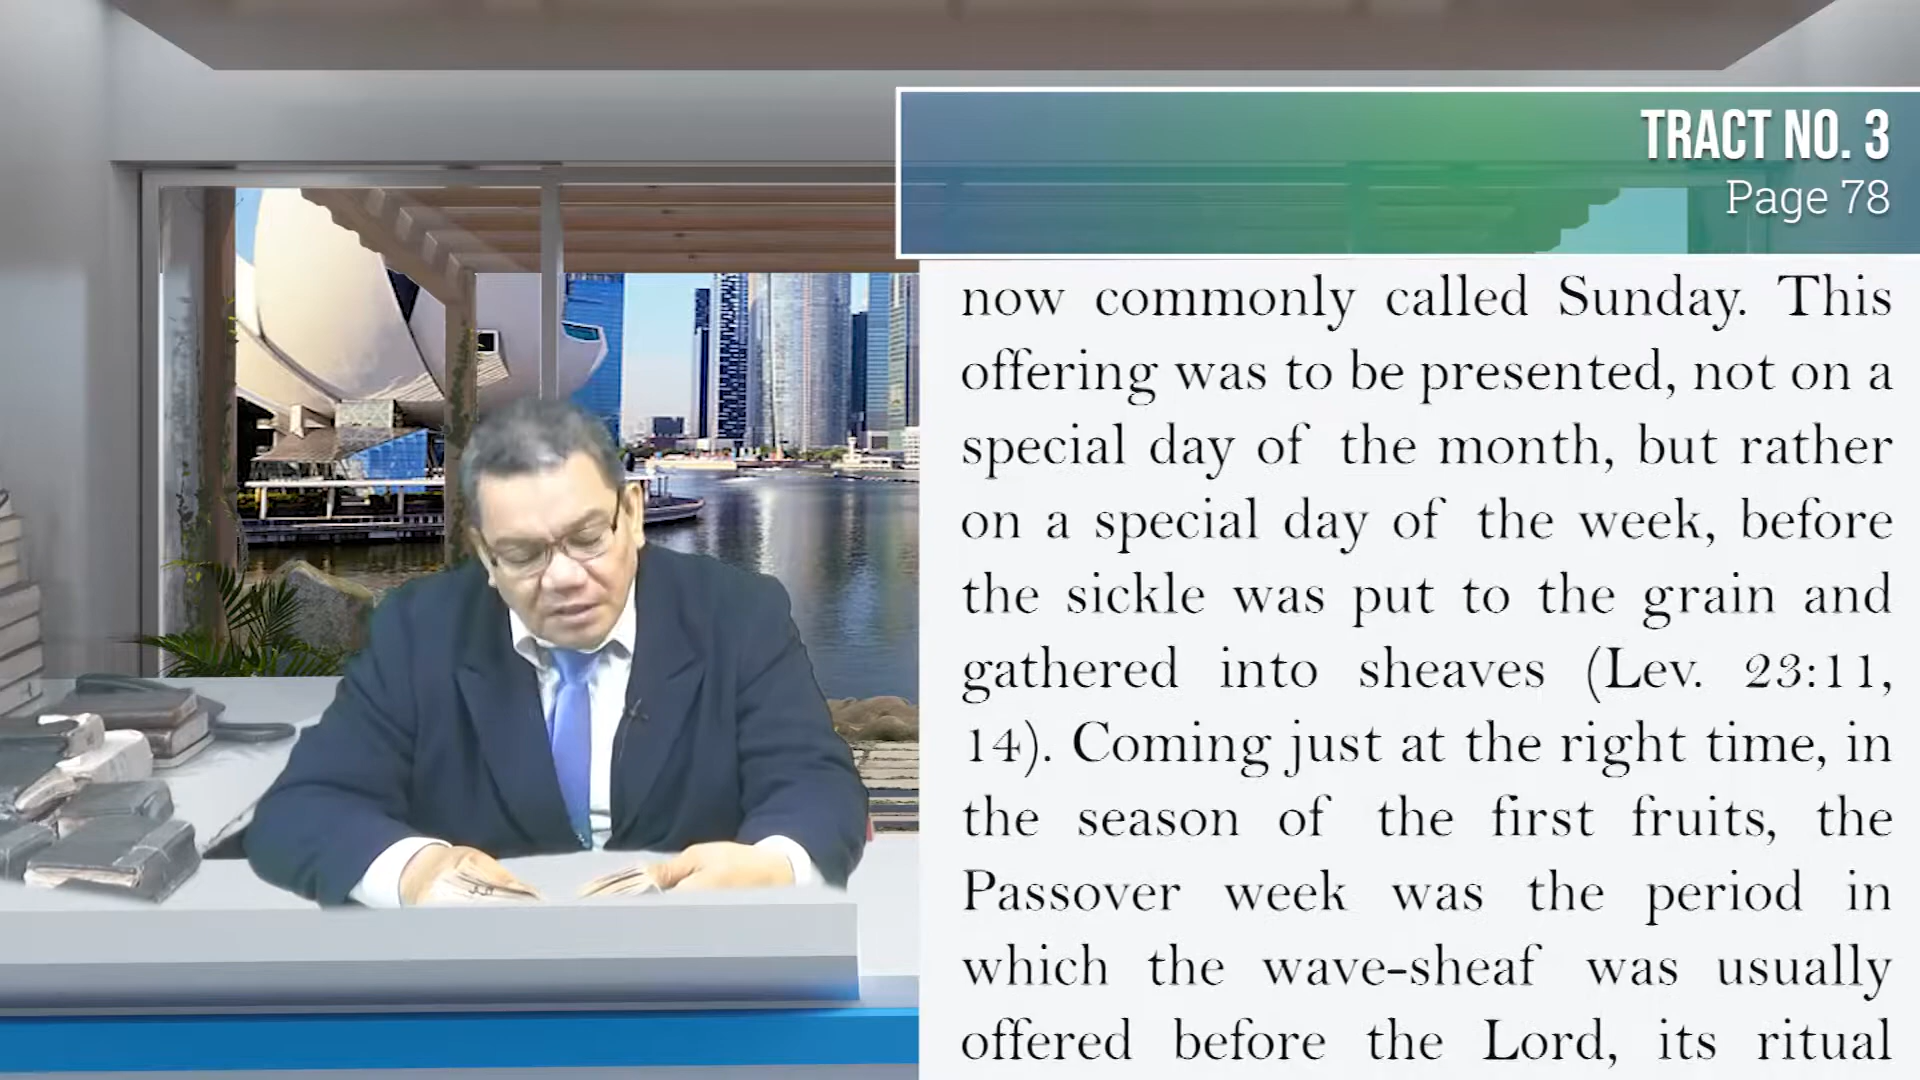 TRACT NO. 3
Page 78
now commonly called Sunday. This
offering was to be presented, not on a
special day of the month, but rather
on a special day of the week, before
the sickle was put to the grain and
gathered into sheaves (Lev. 23:11,
14). Coming just at the right time, in
the season of the first fruits, the
Passover week was the period in
which the wave-sheaf was usually
offered before the Lord, its ritual